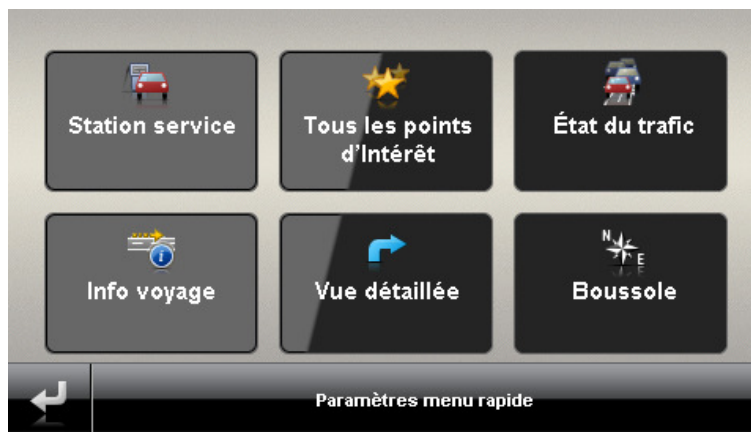 Station service
Tous les points
d'Intérêt
État du trafic
Info voyage
Vue détaillée
N
E
Boussole
Paramètres menu rapide